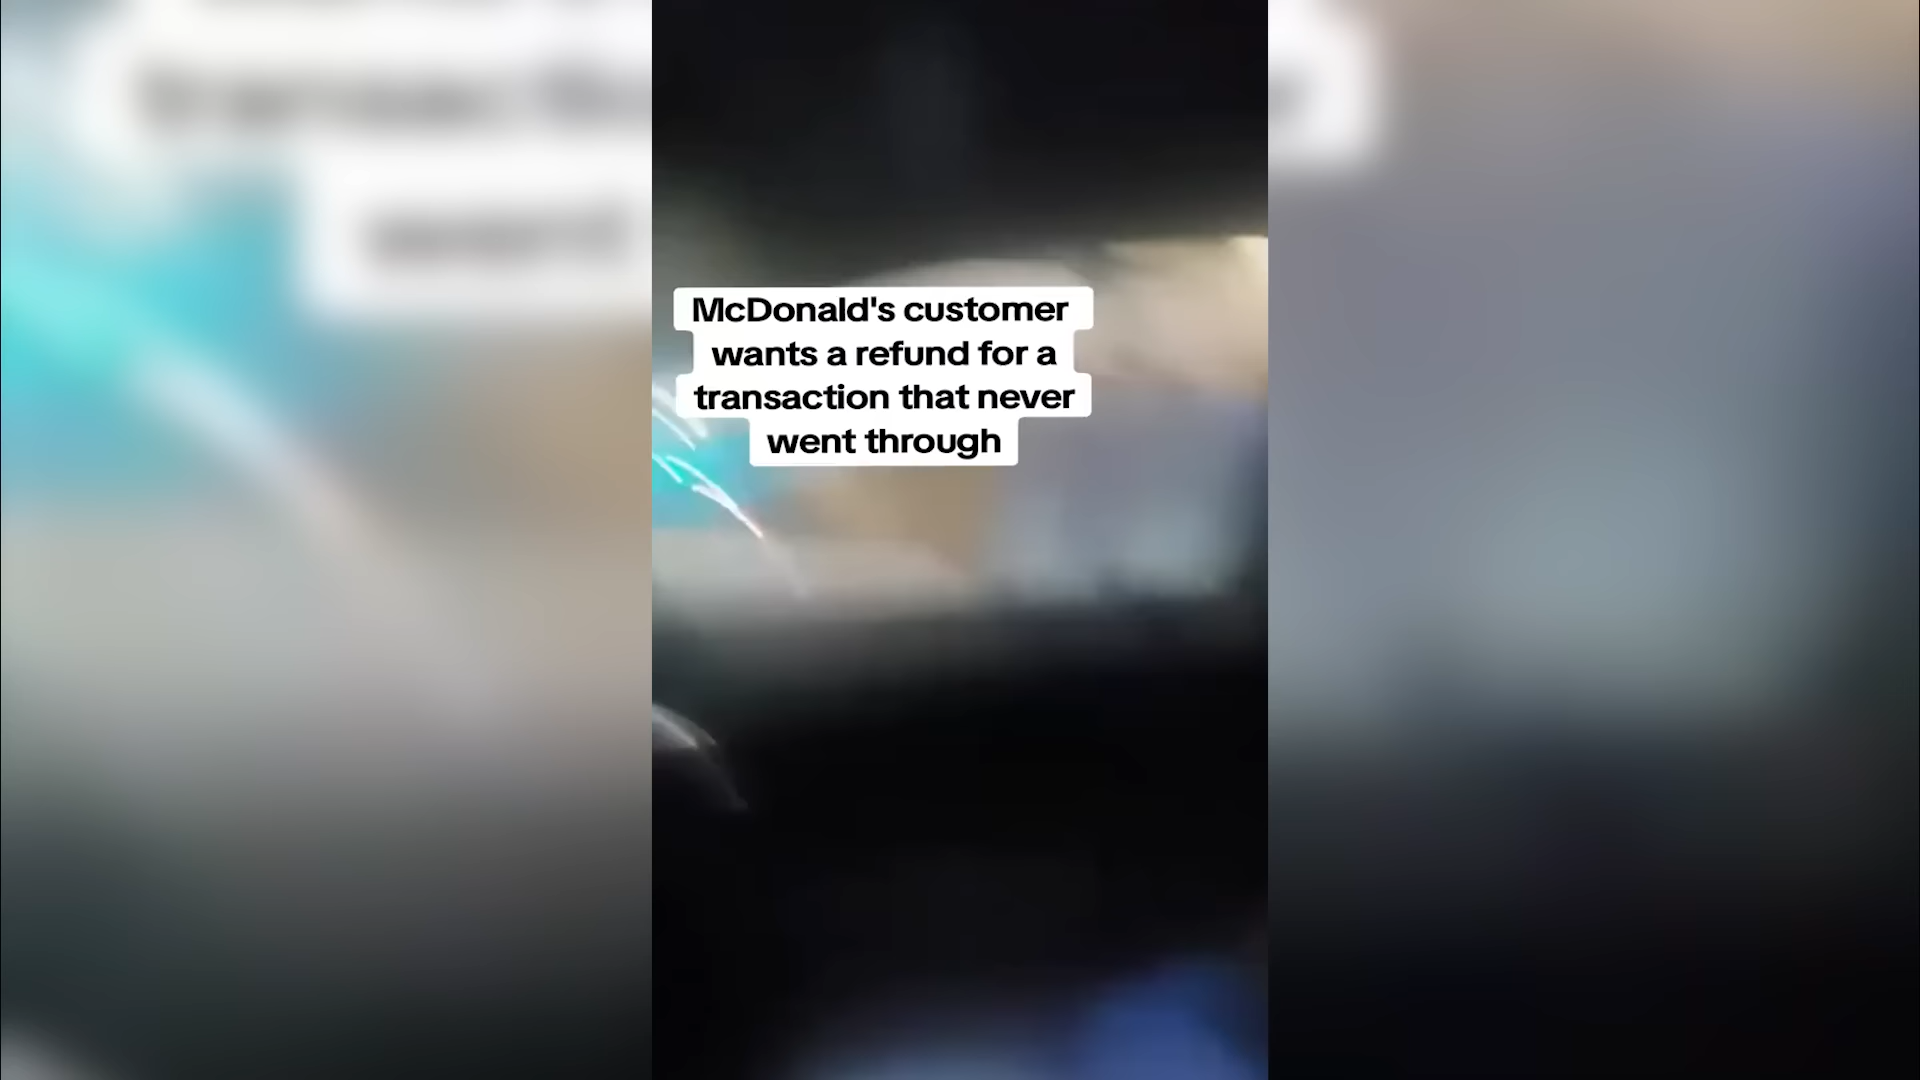 McDonald's customer
wants a refund for a
transaction that never
went through